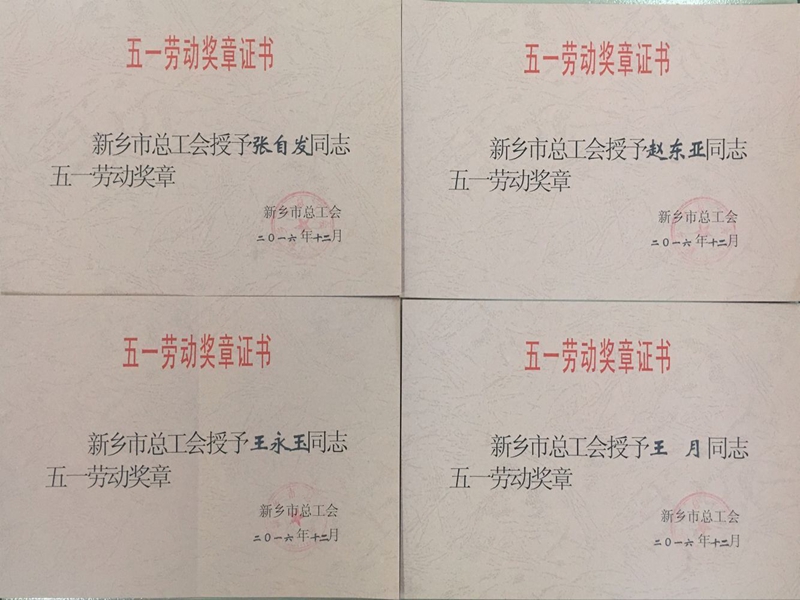 五一劳动奖章证书
新乡市总工会授予张自发同志
五一劳动奖章
新乡市总工会
二〇一六年十二月
五一劳动奖章证书
新乡市总工会授予赵东亚同志
五一劳动奖章
新乡市总工会
二〇一六年十二月
五一劳动奖章证书
新乡市总工会授予王永玉同志
五一劳动奖章
新乡市总工会
二〇一六年十二月
五一劳动奖章证书
新乡市总工会授予王 月同志
五一劳动奖章
新乡市总工会
二〇一六年十二月